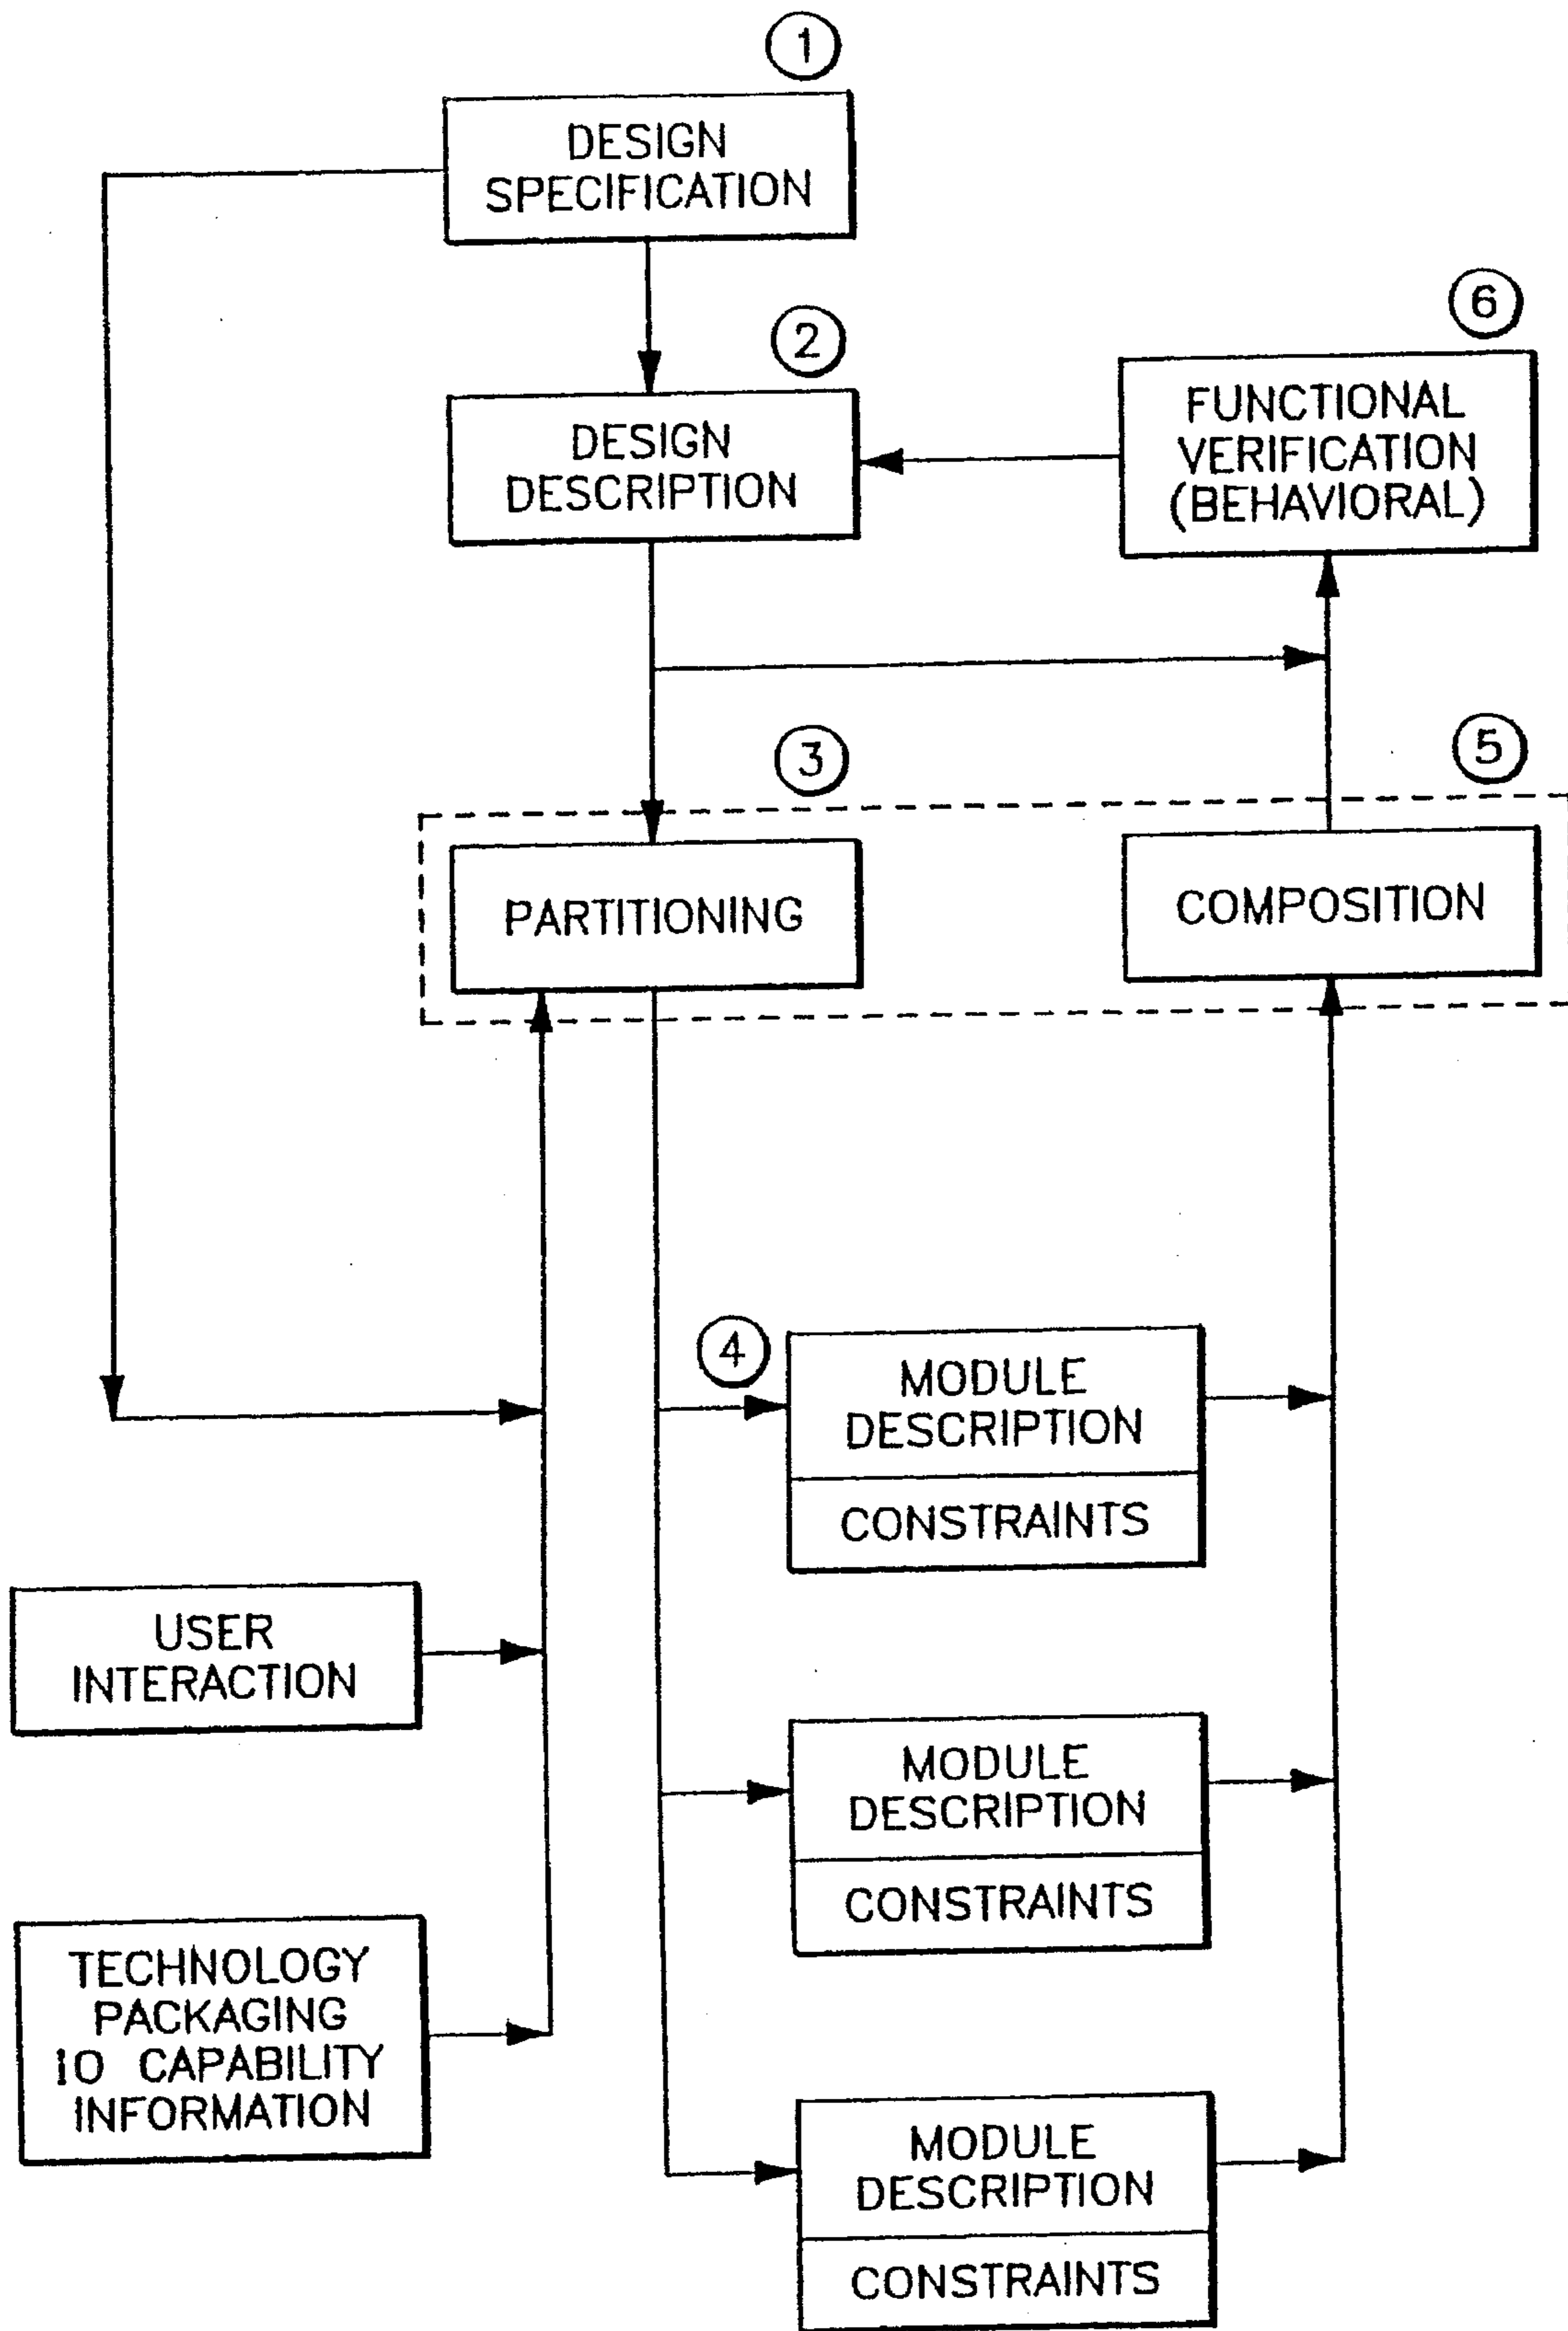 1
DESIGN
SPECIFICATION
2
DESIGN
DESCRIPTION
6
FUNCTIONAL
VERIFICATION
(BEHAVIORAL)
3
PARTITIONING
5
COMPOSITION
4
MODULE
DESCRIPTION
CONSTRAINTS
USER
INTERACTION
MODULE
DESCRIPTION
CONSTRAINTS
TECHNOLOGY
PACKAGING
IO CAPABILITY
INFORMATION
MODULE
DESCRIPTION
CONSTRAINTS